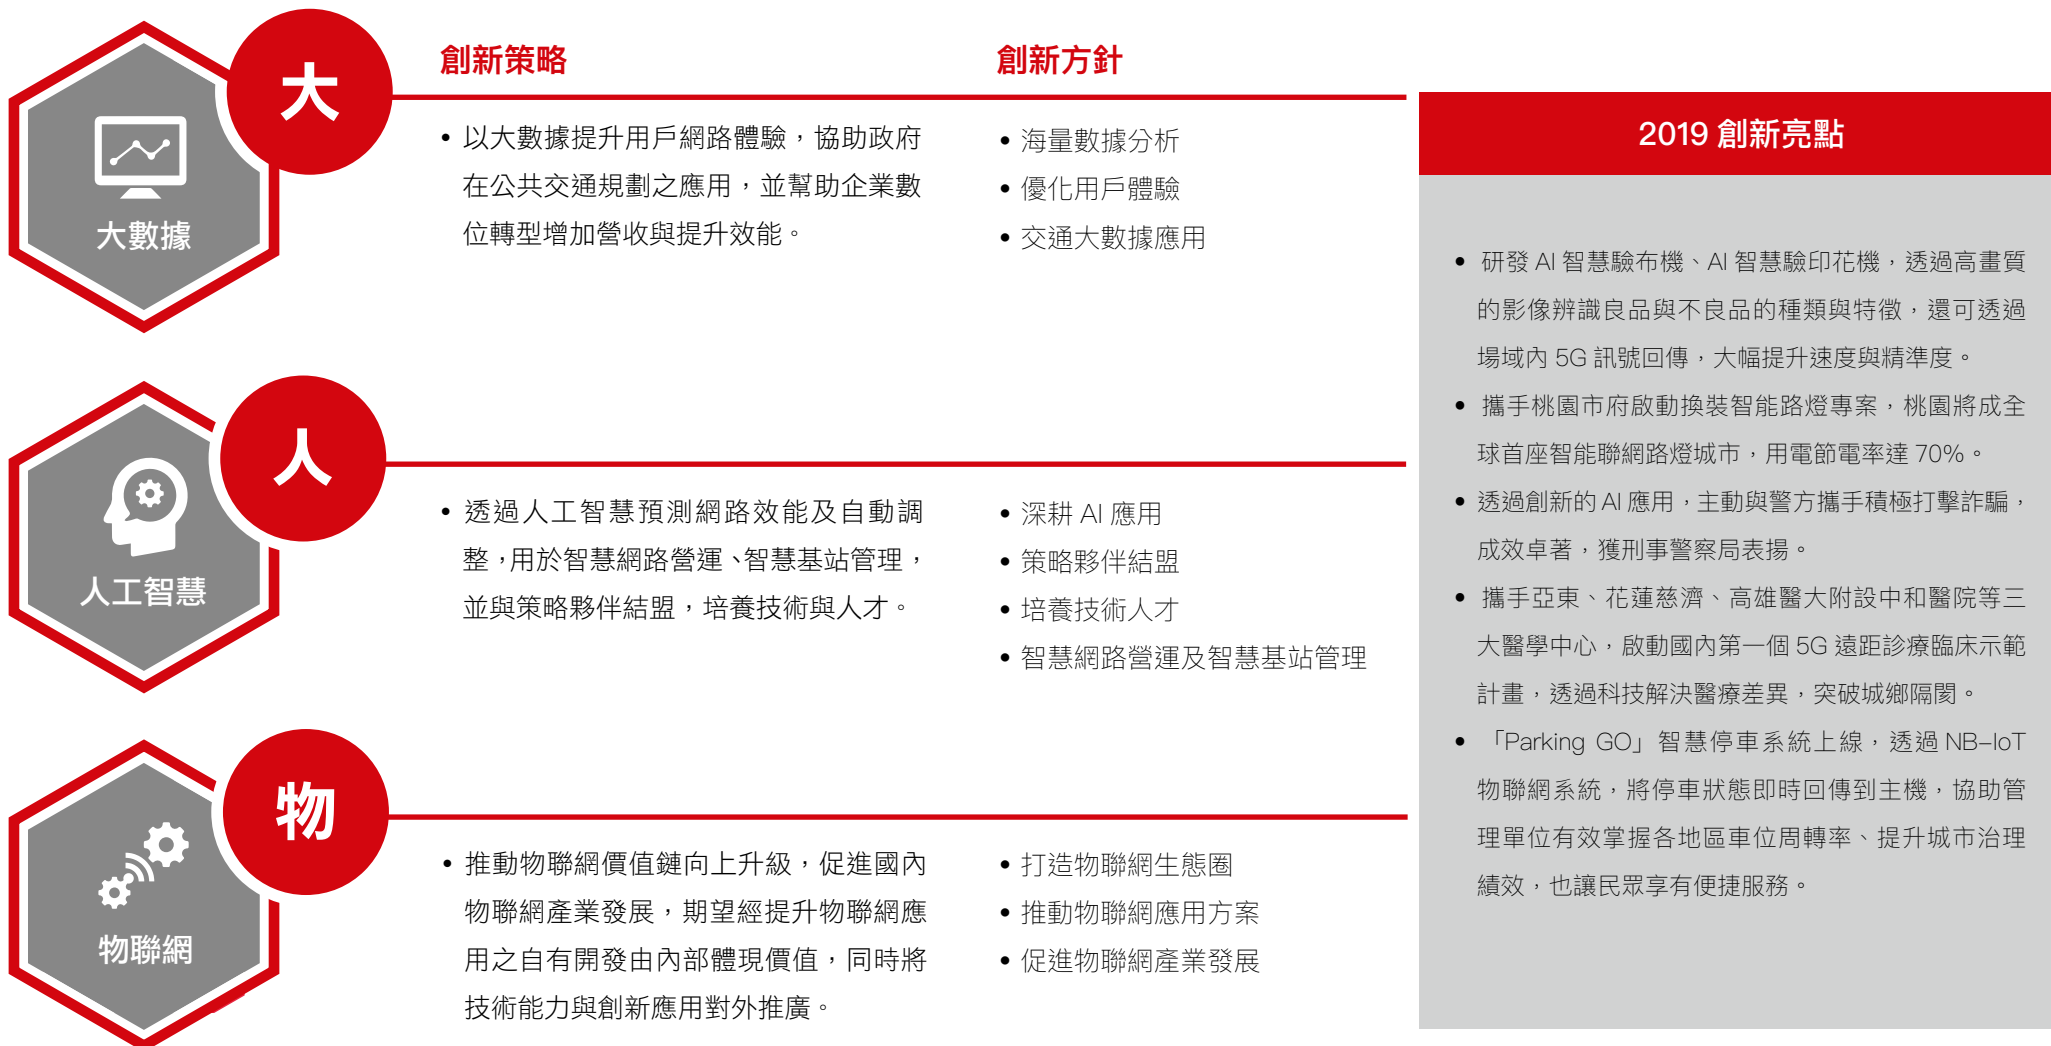 創新策略
創新方針
大
大數據
• 以大數據提升用戶網路體驗，協助政府
在公共交通規劃之應用，並幫助企業數
位轉型增加營收與提升效能。
• 海量數據分析
• 優化用戶體驗
• 交通大數據應用
人
人工智慧
• 透過人工智慧預測網路效能及自動調
整，用於智慧網路營運、智慧基站管理，
並與策略夥伴結盟，培養技術與人才。
• 深耕 AI 應用
• 策略夥伴結盟
• 培養技術人才
• 智慧網路營運及智慧基站管理
物
物聯網
• 推動物聯網價值鏈向上升級，促進國內
物聯網產業發展，期望經提升物聯網應
用之自有開發由內部體現價值，同時將
技術能力與創新應用對外推廣。
• 打造物聯網生態圈
• 推動物聯網應用方案
• 促進物聯網產業發展
2019 創新亮點
• 研發 AI 智慧驗布機、AI 智慧驗印花機，透過高畫質
的影像辨識良品與不良品的種類與特徵，還可透過
場域內 5G 訊號回傳，大幅提升速度與精準度。
• 攜手桃園市府啟動換裝智能路燈專案，桃園將成全
球首座智能聯網路燈城市，用電節電率達 70%。
• 透過創新的 AI 應用，主動與警方攜手積極打擊詐騙，
成效卓著，獲刑事警察局表揚。
• 攜手亞東、花蓮慈濟、高雄醫大附設中和醫院等三
大醫學中心，啟動國內第一個 5G 遠距診療臨床示範
計畫，透過科技解決醫療差異，突破城鄉隔閡。
• 「Parking GO」智慧停車系統上線，透過 NB–IoT
物聯網系統，將停車狀態即時回傳到主機，協助管
理單位有效掌握各地區車位周轉率、提升城市治理
績效，也讓民眾享有便捷服務。